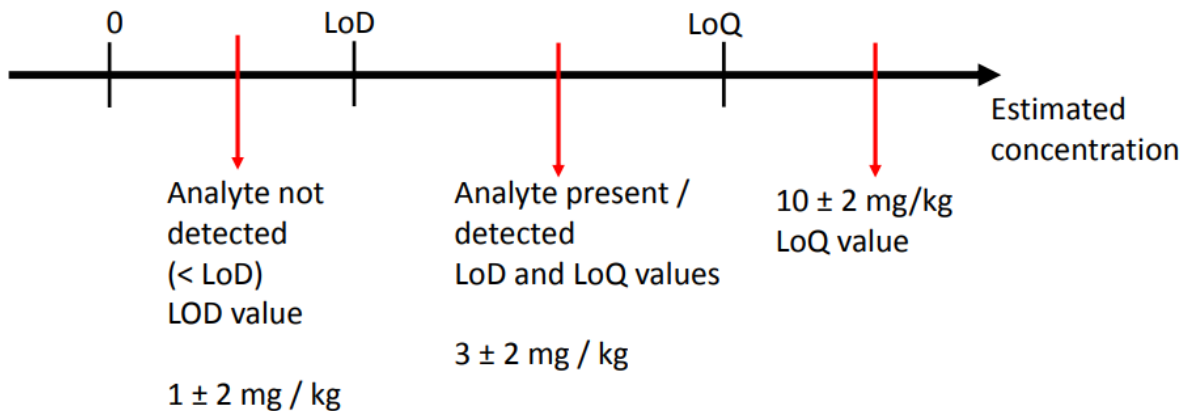 0
LoD
LoQ
Estimated
concentration
Analyte not
detected
(< LoD)
LOD value
1 ± 2 mg / kg
Analyte present /
detected
LoD and LoQ values
3 ± 2 mg / kg
10 ± 2 mg/kg
LoQ value